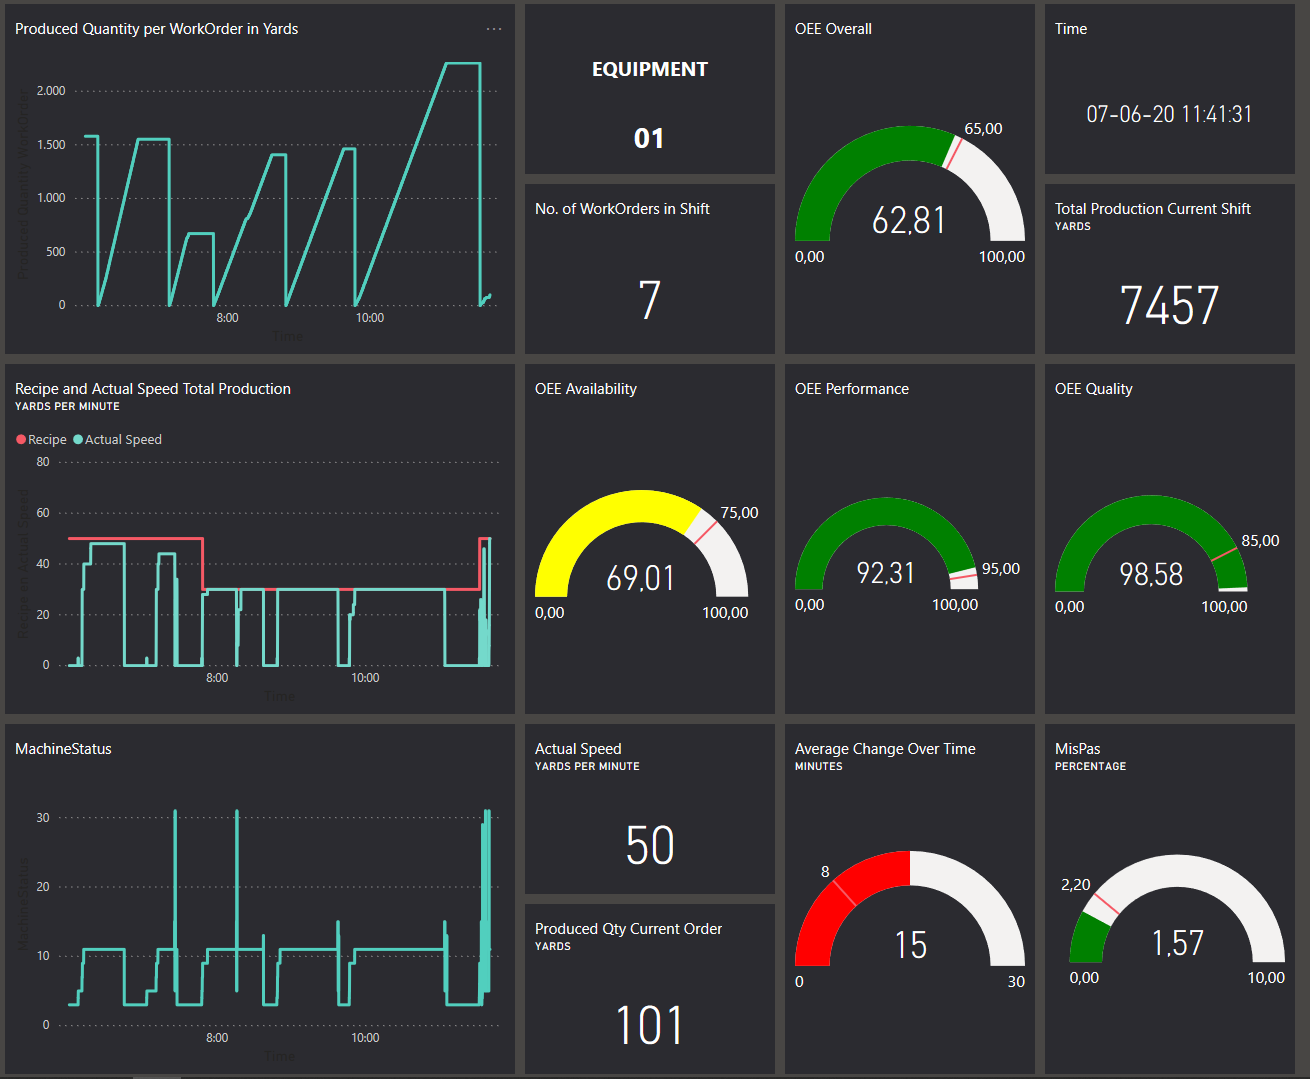 Produced Quantity per WorkOrder in Yards
...
Produced Quantity WorkOrder
2.000
1.500
1.000
500
0
8:00
10:00
Time
EQUIPMENT
01
No. of WorkOrders in Shift
7
OEE Overall
65,00
62,81
0,00
100,00
Time
07-06-20 11:41:31
Total Production Current Shift
YARDS
7457
Recipe and Actual Speed Total Production
YARDS PER MINUTE
Recipe
Actual Speed
Recipe en Actual Speed
80
60
40
20
0
8:00
10:00
Time
OEE Availability
75,00
69,01
0,00
100,00
OEE Performance
95,00
92,31
0,00
100,00
OEE Quality
85,00
98,58
0,00
100,00
MachineStatus
MachineStatus
30
20
10
0
8:00
10:00
Time
Actual Speed
YARDS PER MINUTE
50
Produced Qty Current Order
YARDS
101
Average Change Over Time
MINUTES
8
15
0
30
MisPas
PERCENTAGE
2,20
1,57
0,00
10,00